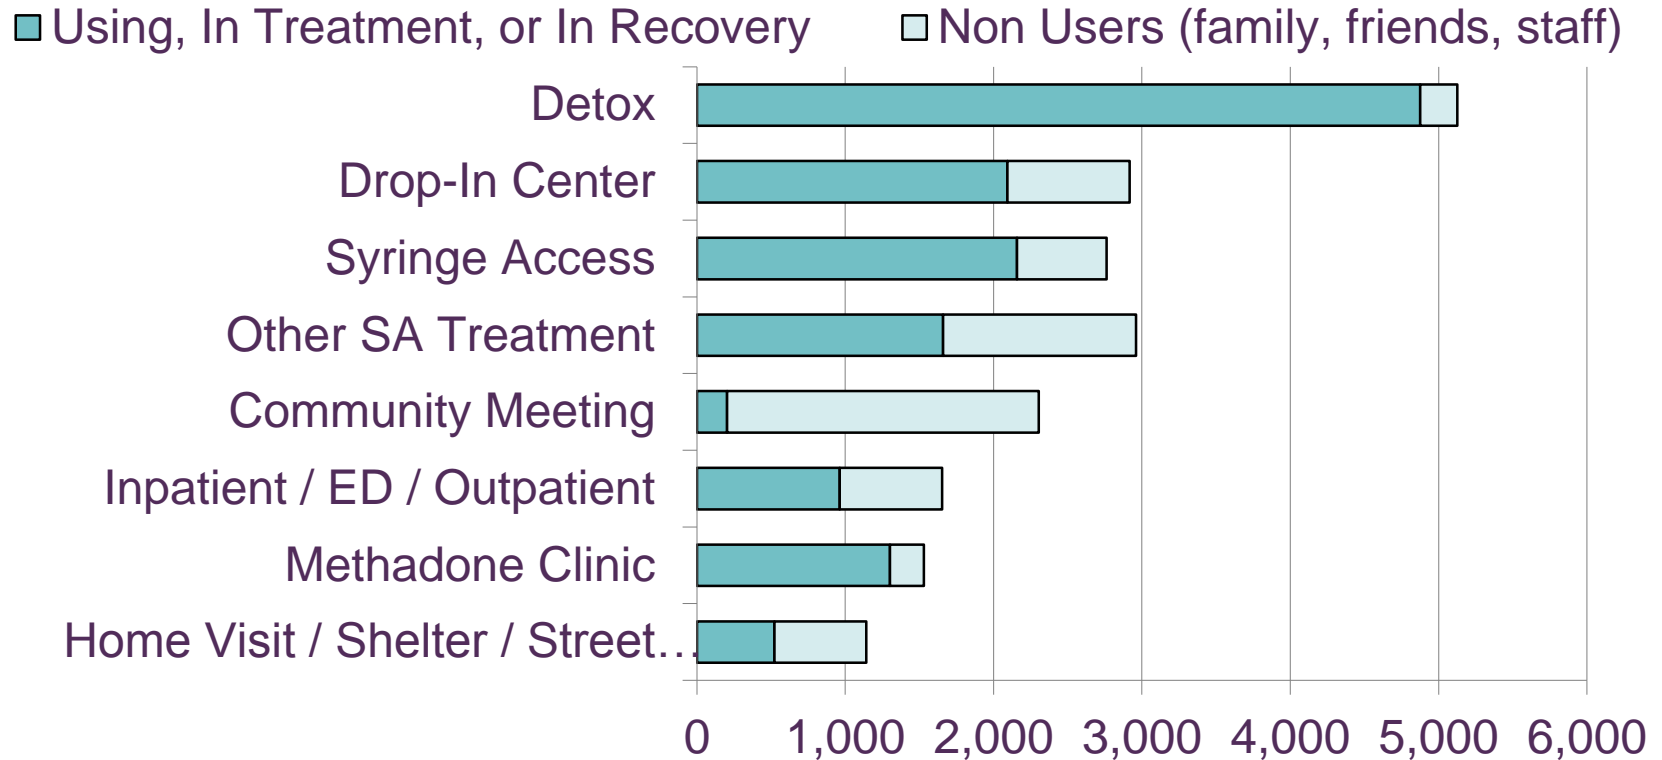 Using, In Treatment, or In Recovery Non Users (family, friends, staff)
Detox
Drop-In Center
Syringe Access
Other SA Treatment
Community Meeting
Inpatient / ED / Outpatient
Methadone Clinic
Home Visit / Shelter / Street…
0 1,000 2,000 3,000 4,000 5,000 6,000